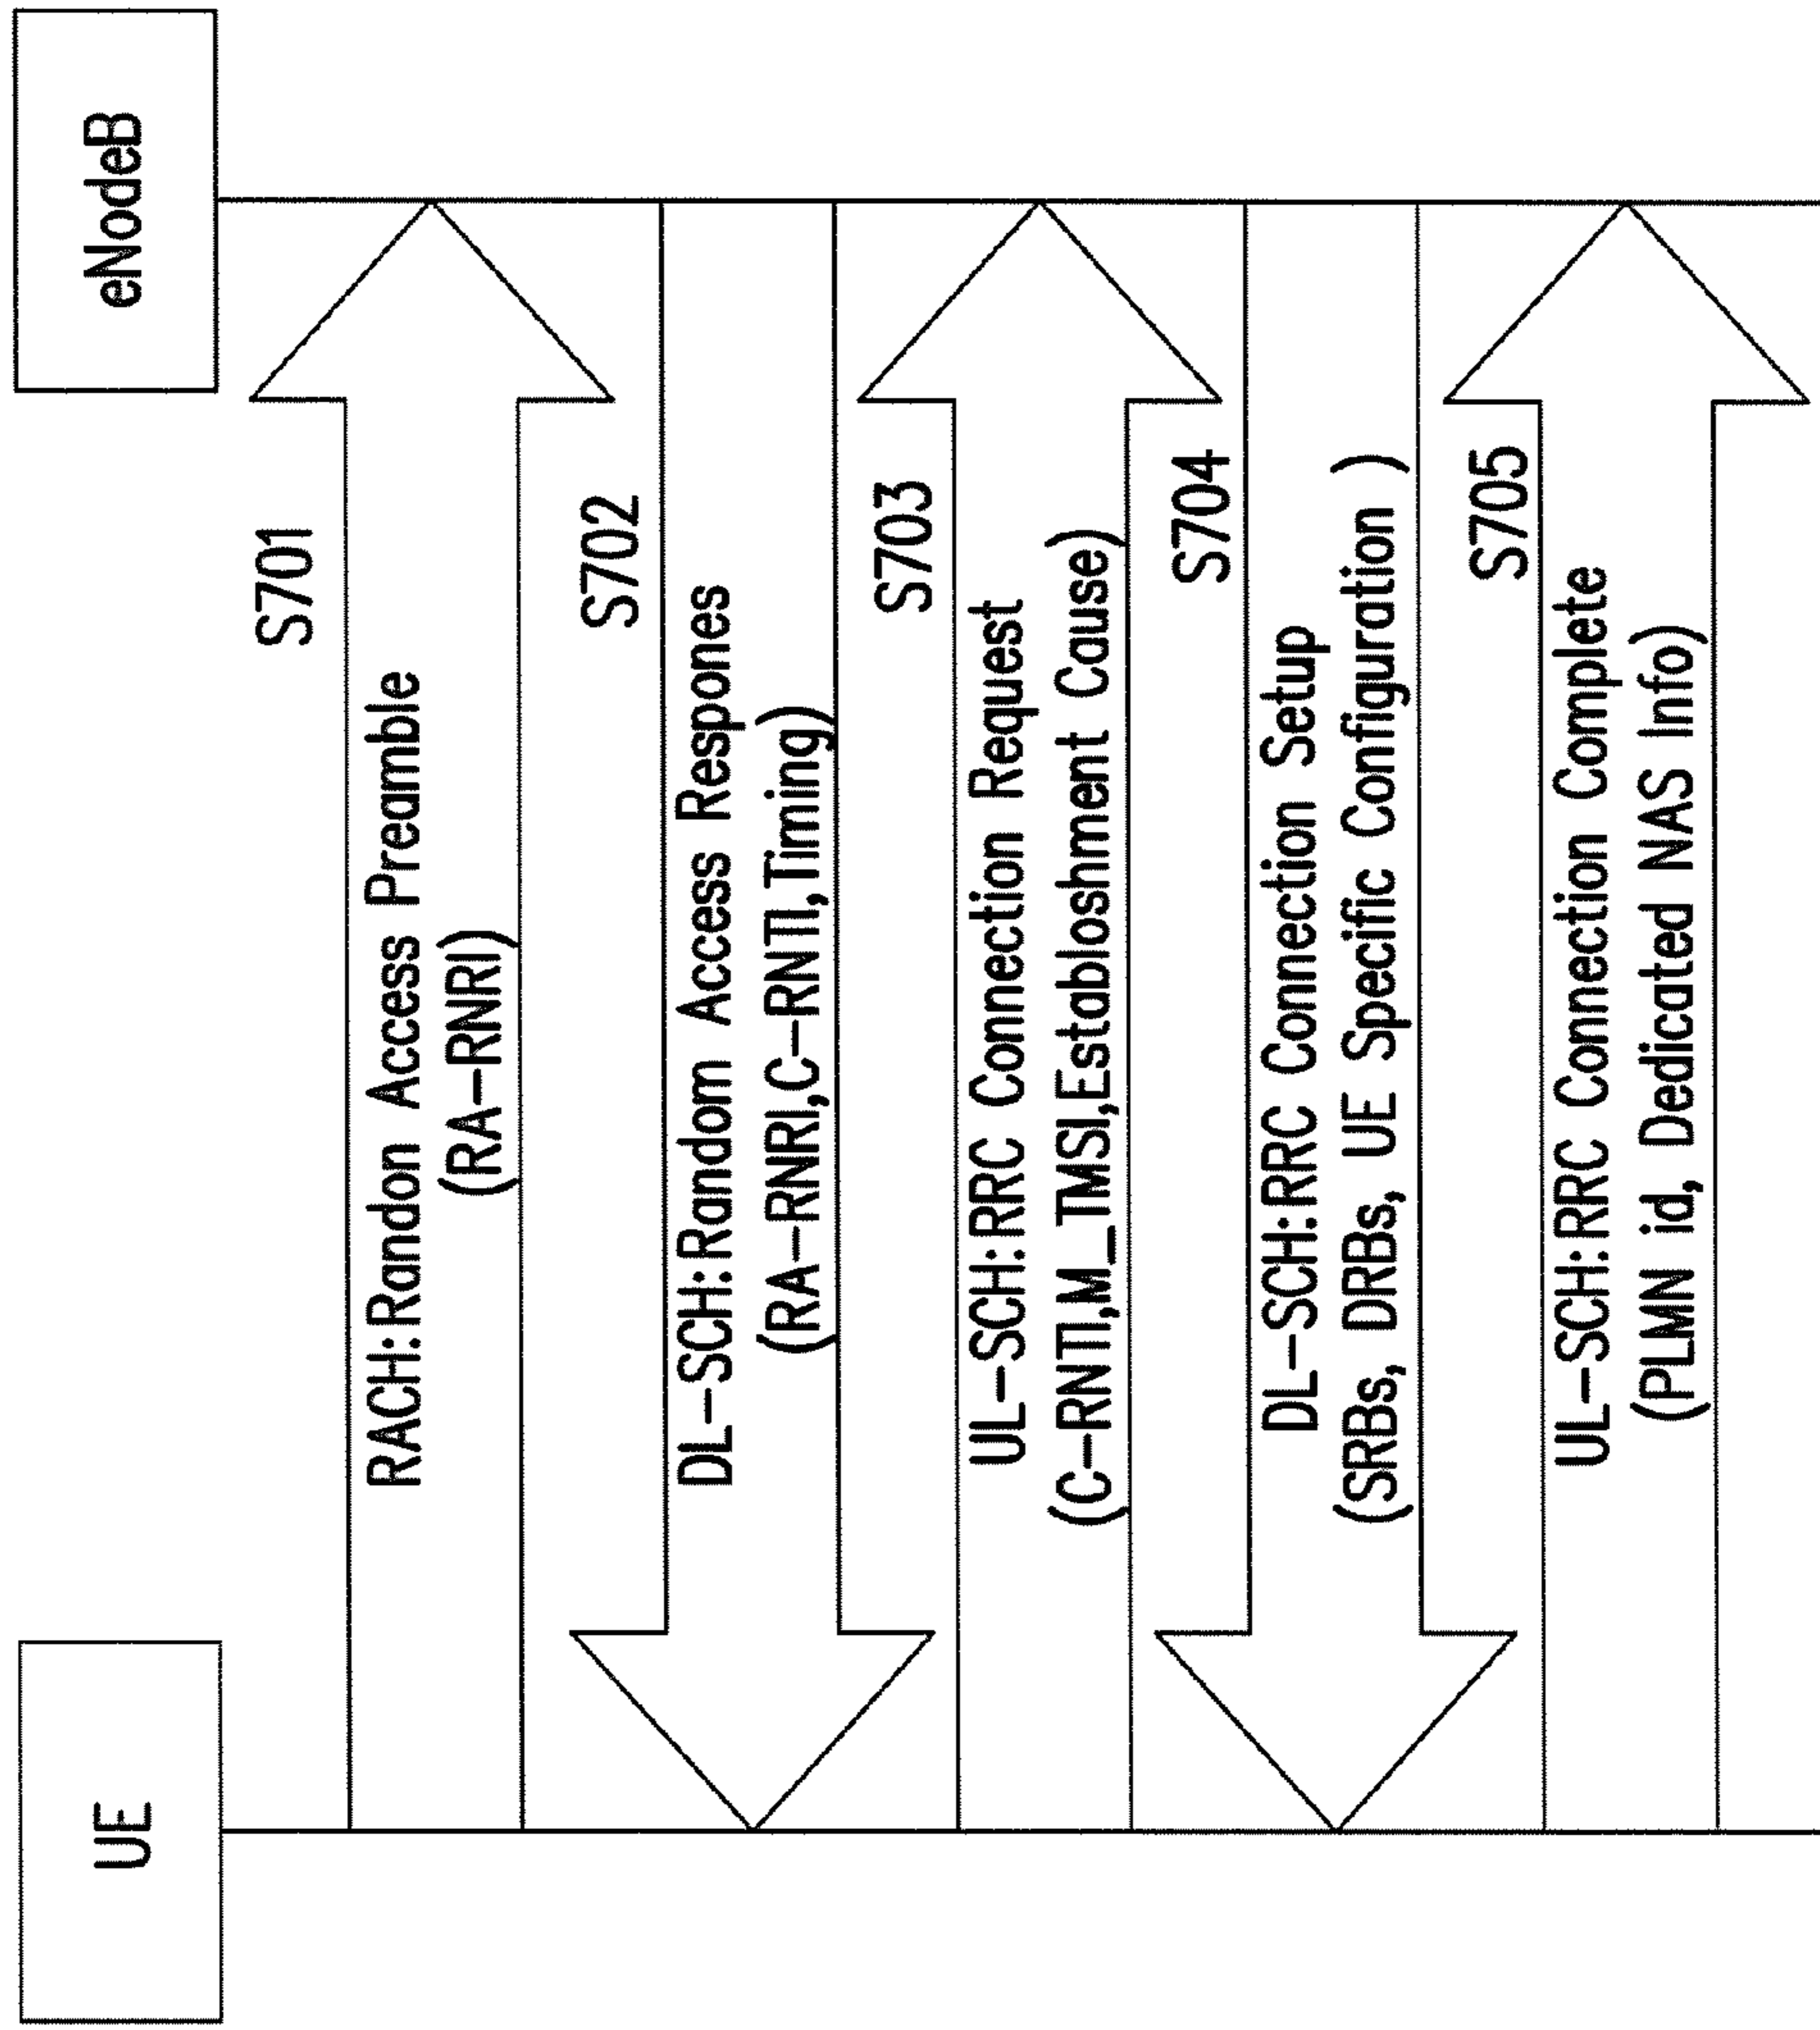 UE
eNodeB
S701
RACH:Randon Access Preamble
(RA-RNRI)
S702
DL-SCH:Random Access Respones
(RA-RNRI,C-RNTI,Timing)
S703
UL-SCH:RRC Connection Request
(C-RNTI,M_TMSI,Establoshment Cause)
S704
DL-SCH:RRC Connection Setup
(SRBs, DRBs, UE Specific Configuration )
S705
UL-SCH:RRC Connection Complete
(PLMN id, Dedicated NAS Info)